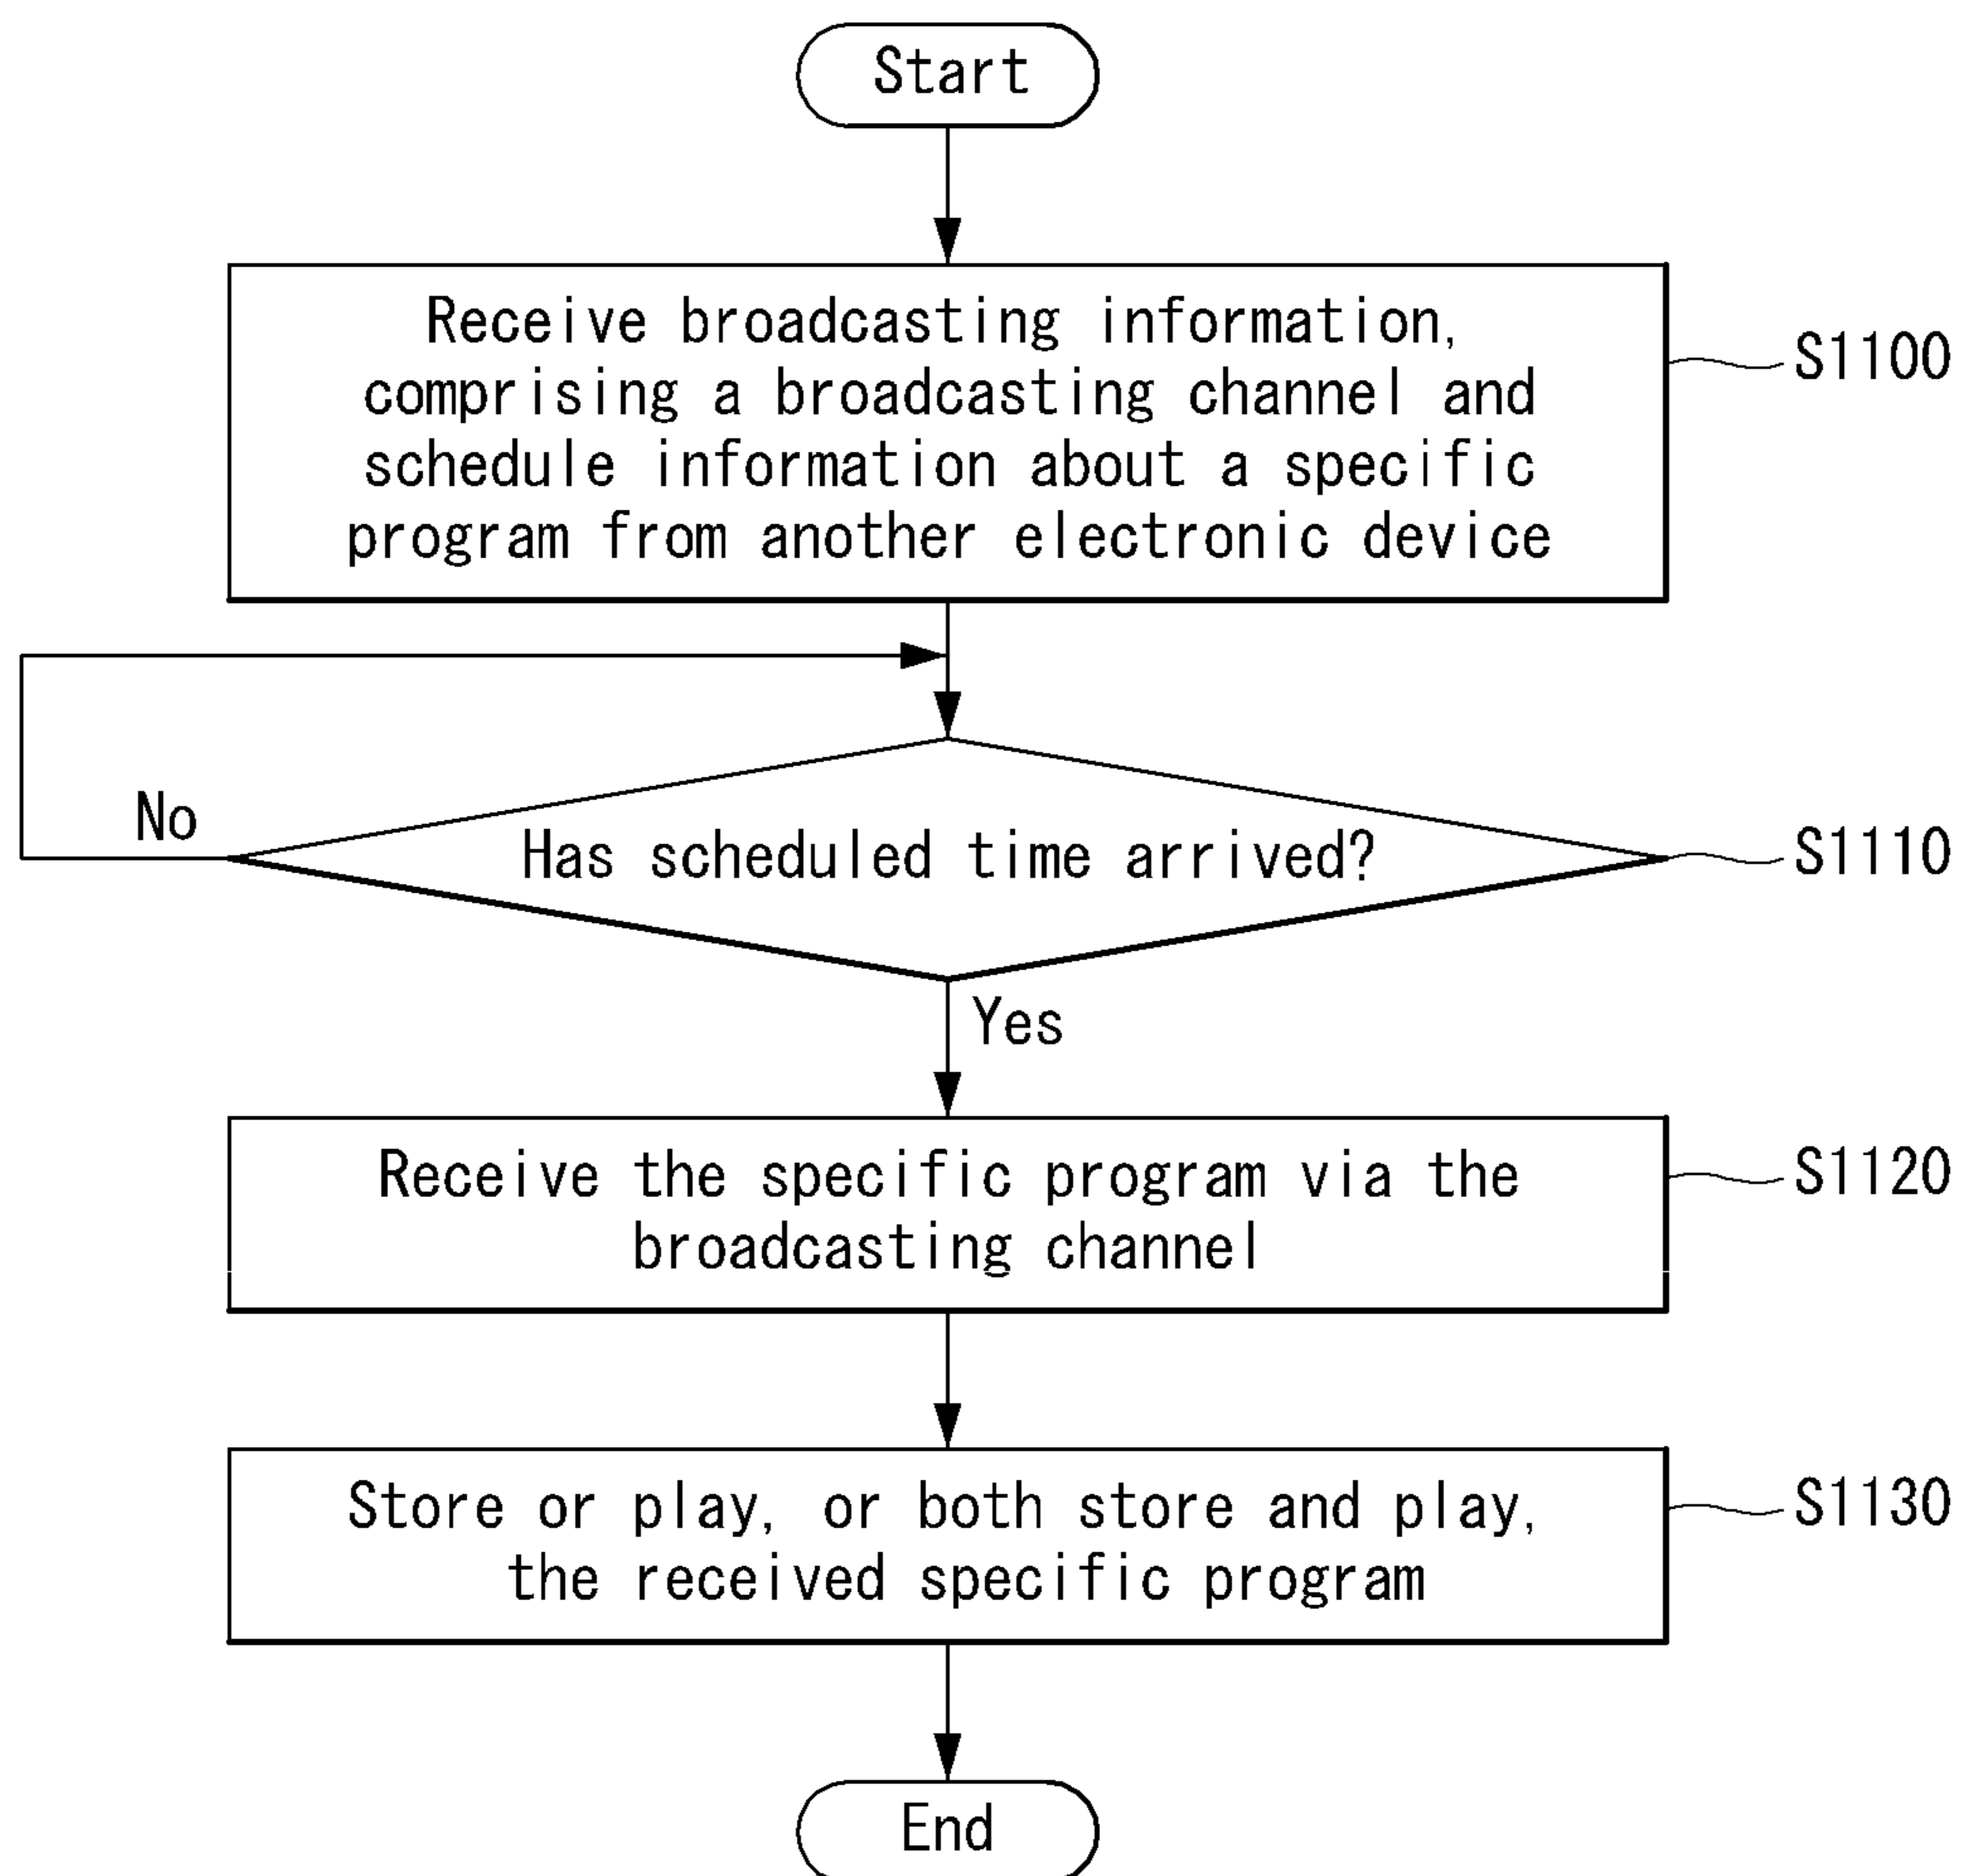 Start
Receive broadcasting information,
comprising a broadcasting channel and
schedule information about a specific
program from another electronic device
S1100
No
Has scheduled time arrived?
S1110
Yes
Receive the specific program via the
broadcasting channel
S1120
Store or play, or both store and play,
the received specific program
S1130
End